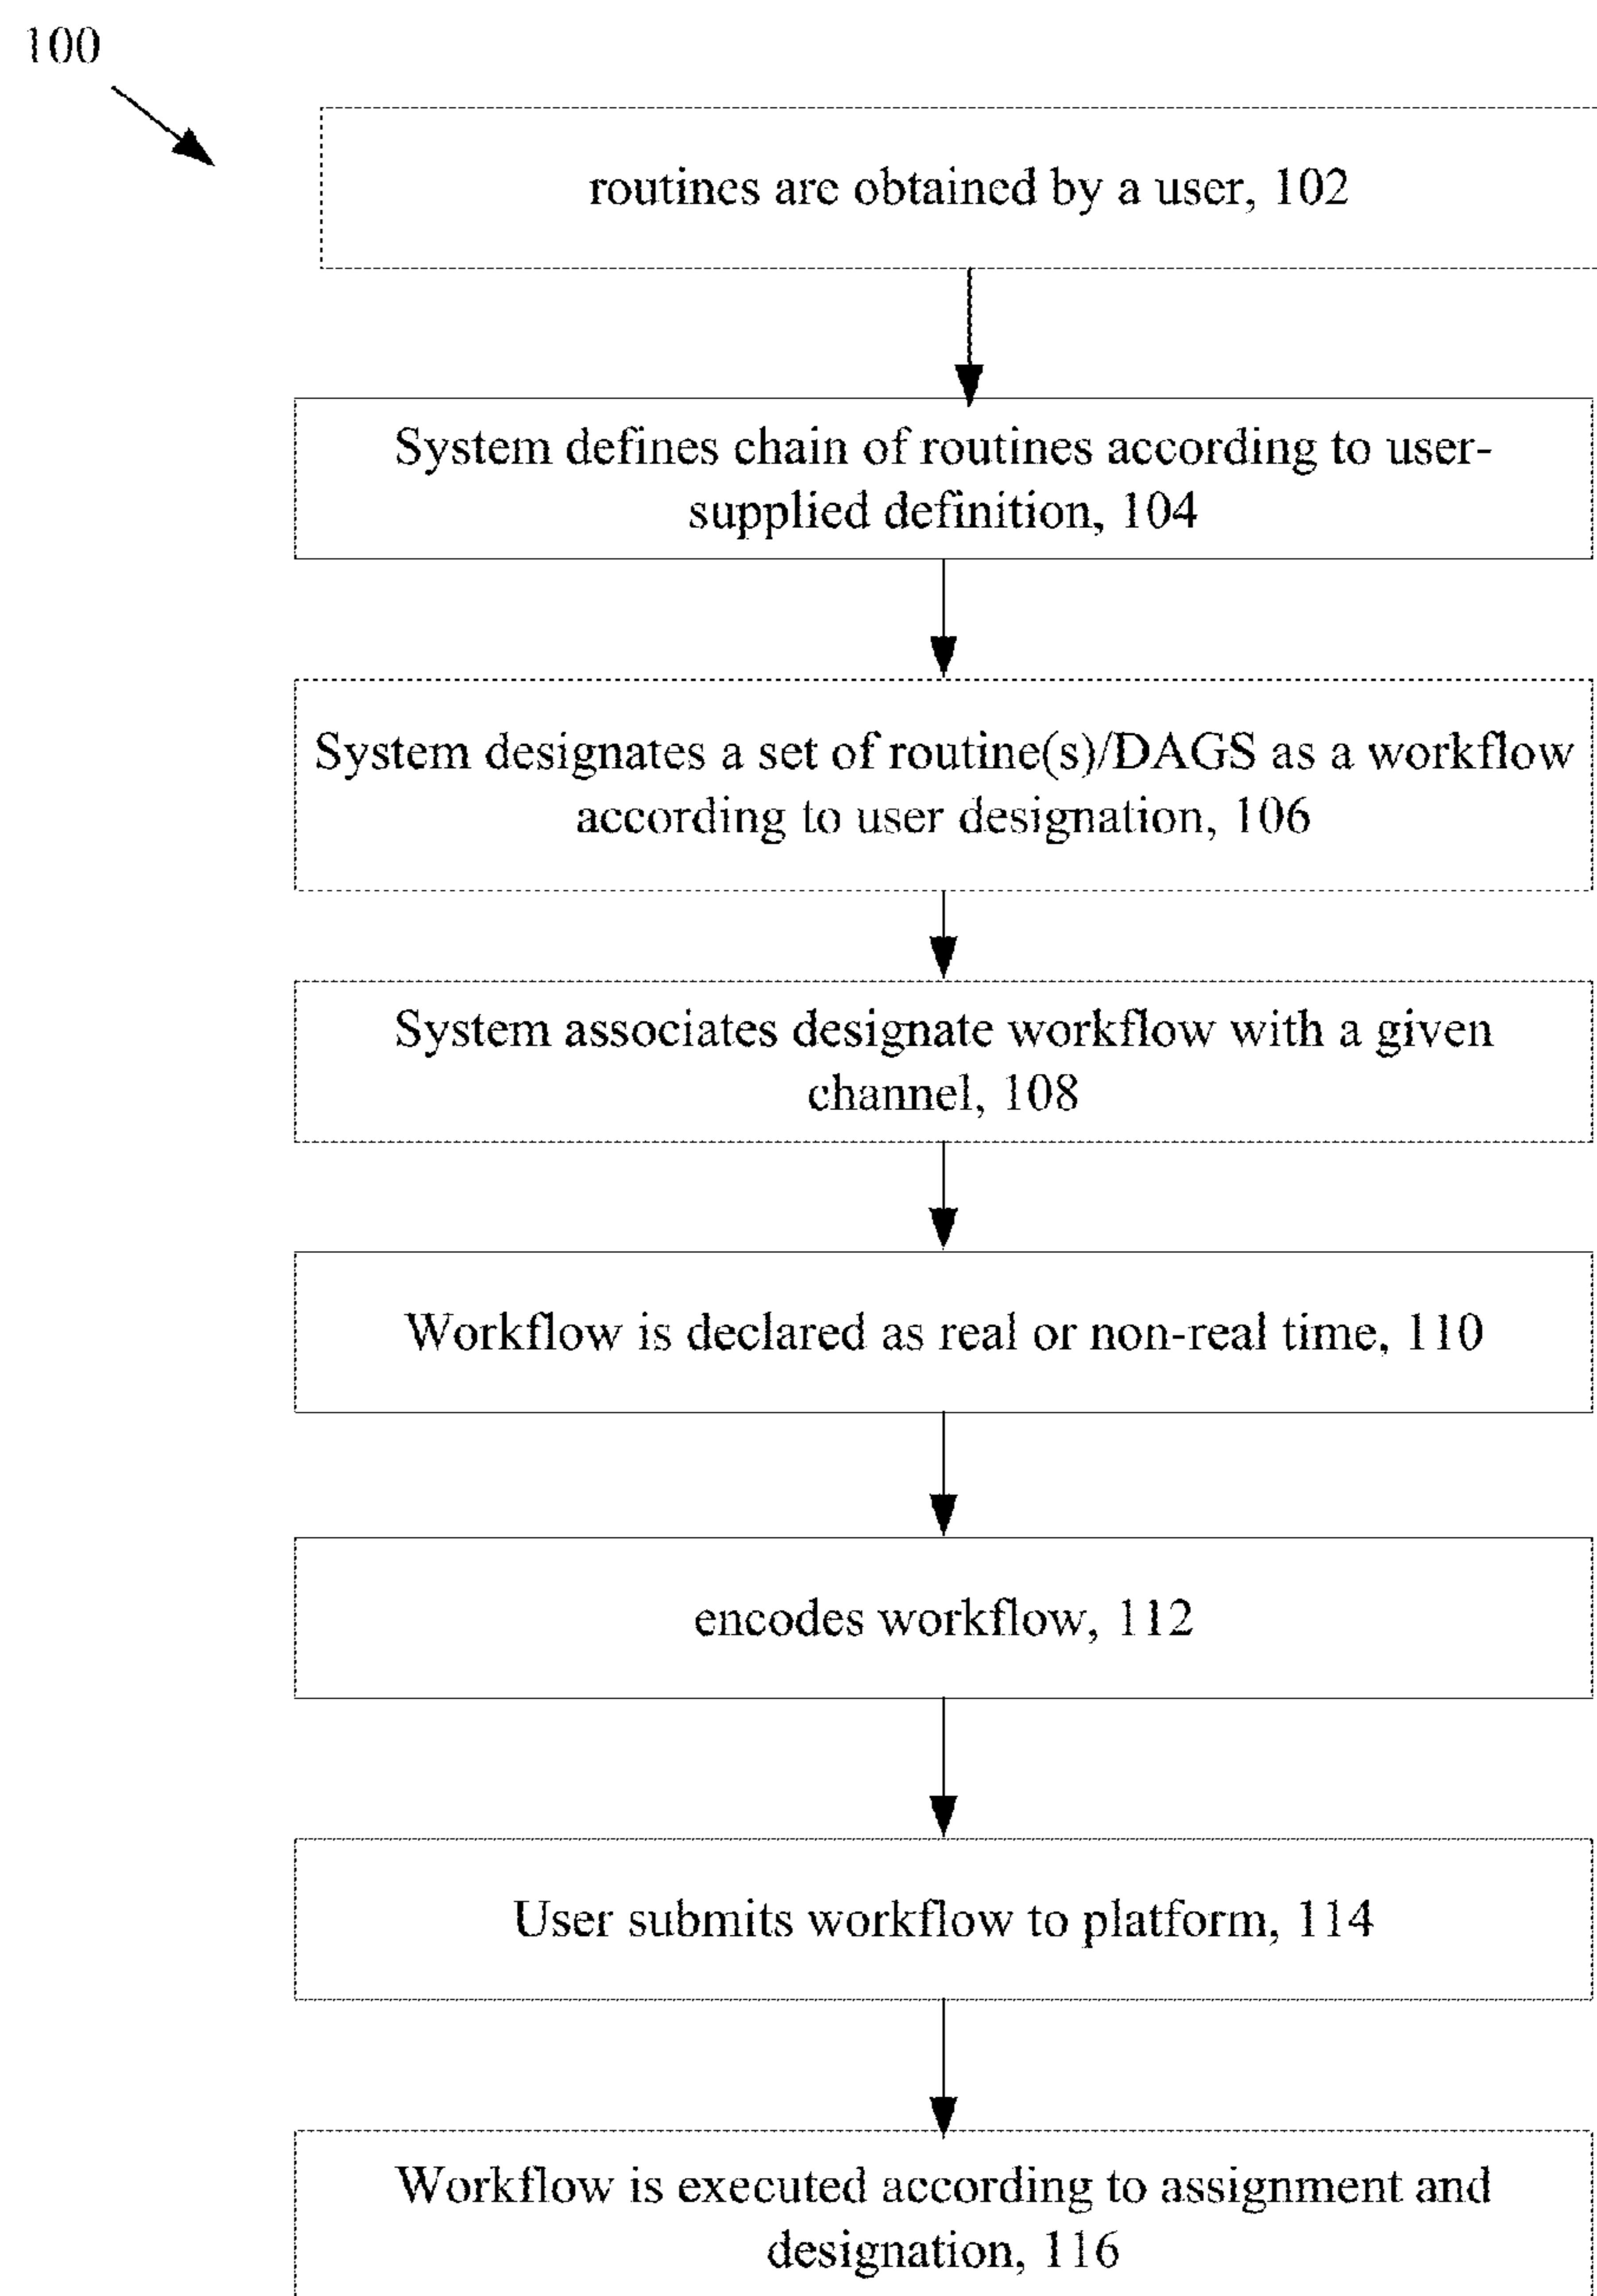 100
routines are obtained by a user, 102
System defines chain of routines according to user-
supplied definition, 104
System designates a set of routine(s)/DAGS as a workflow
according to user designation, 106
System associates designate workflow with a given
channel, 108
Workflow is declared as real or non-real time, 110
encodes workflow, 112
User submits workflow to platform, 114
Workflow is executed according to assignment and
designation, 116